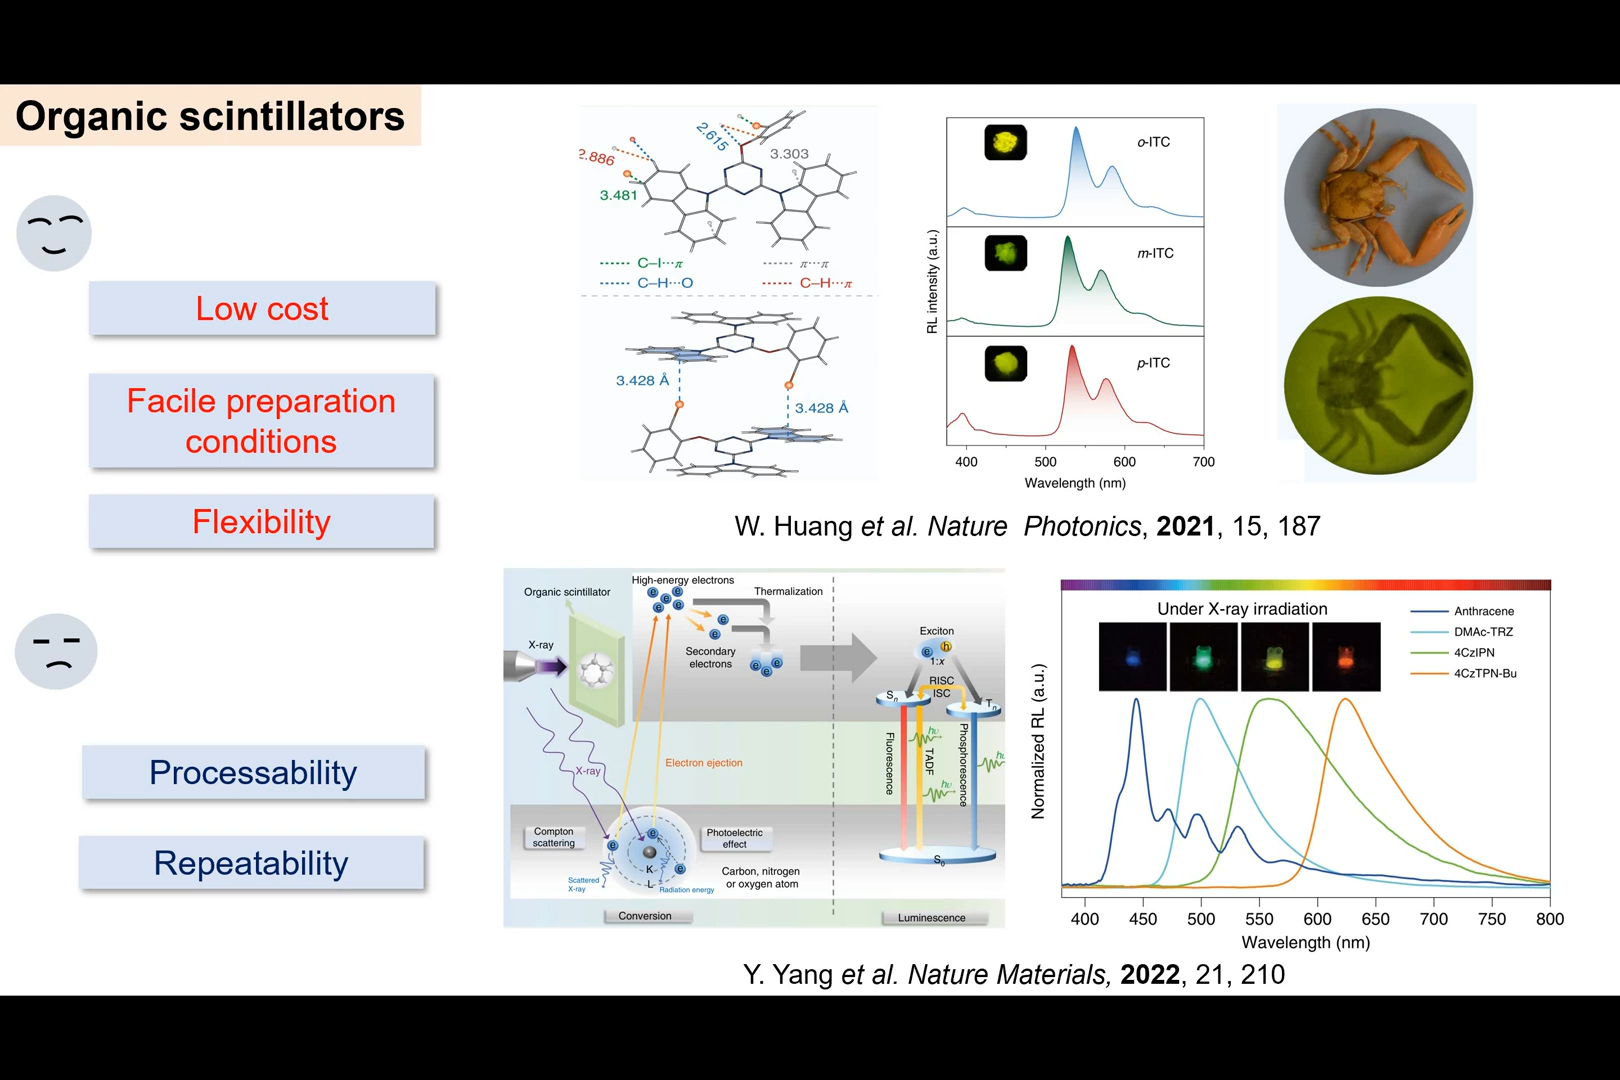 Organic scintillators
Low cost
Facile preparation
conditions
Flexibility
Processability
Repeatability
2.615
2.886
3.303
3.481
C–I···π
π···π
C–H···O
C–H···π
3.428 Å
3.428 Å
RL intensity (a.u.)
o-ITC
m-ITC
p-ITC
400 500 600 700
Wavelength (nm)
W. Huang et al. Nature Photonics, 2021, 15, 187
High-energy electrons
Organic scintillator
Thermalization
X-ray
e e e
e e e
e
e
Secondary
electrons
e e e
Exciton
e h
1:x
RISC
ISC
Sn
Tn
Fluorescence
TADF
Phosphorescence
hν
hν
hν
X-ray
Electron ejection
Compton
scattering
Photoelectric
effect
e
e
e
K
L
Scattered
X-ray
Radiation energy
Carbon, nitrogen
or oxygen atom
S0
Conversion
Luminescence
Under X-ray irradiation
Anthracene
DMAc-TRZ
4CzIPN
4CzTPN-Bu
Normalized RL (a.u.)
400 450 500 550 600 650 700 750 800
Wavelength (nm)
Y. Yang et al. Nature Materials, 2022, 21, 210